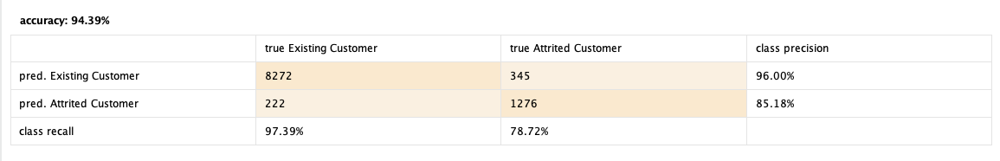 accuracy: 94.39%
true Existing Customer true Attrited Customer class precision
pred. Existing Customer 8272 345 96.00%
pred. Attrited Customer 222 1276 85.18%
class recall 97.39% 78.72%